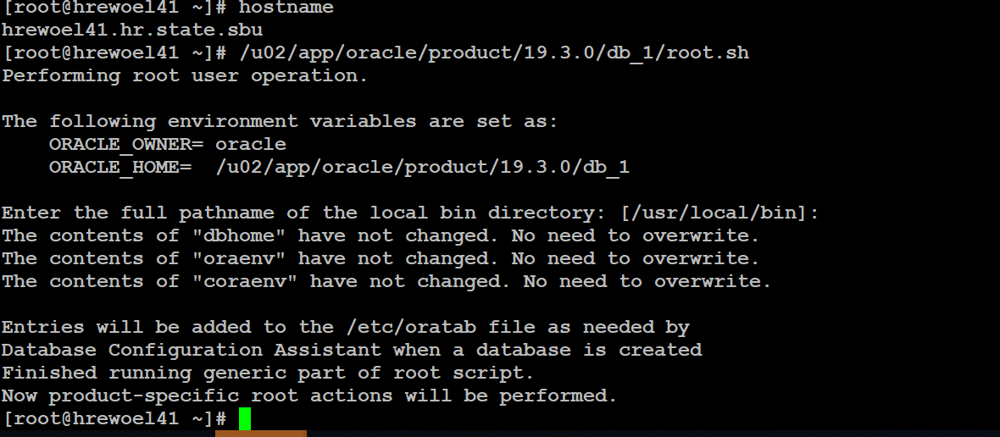 [root@hrewoel41 ~]# hostname
hrewoel41.hr.state.sbu
[root@hrewoel41 ~]# /u02/app/oracle/product/19.3.0/db_1/root.sh
Performing root user operation.
The following environment variables are set as:
ORACLE_OWNER= oracle
ORACLE_HOME=  /u02/app/oracle/product/19.3.0/db_1
Enter the full pathname of the local bin directory: [/usr/local/bin]:
The contents of "dbhome" have not changed. No need to overwrite.
The contents of "oraenv" have not changed. No need to overwrite.
The contents of "coraenv" have not changed. No need to overwrite.
Entries will be added to the /etc/oratab file as needed by
Database Configuration Assistant when a database is created
Finished running generic part of root script.
Now product-specific root actions will be performed.
[root@hrewoel41 ~]#